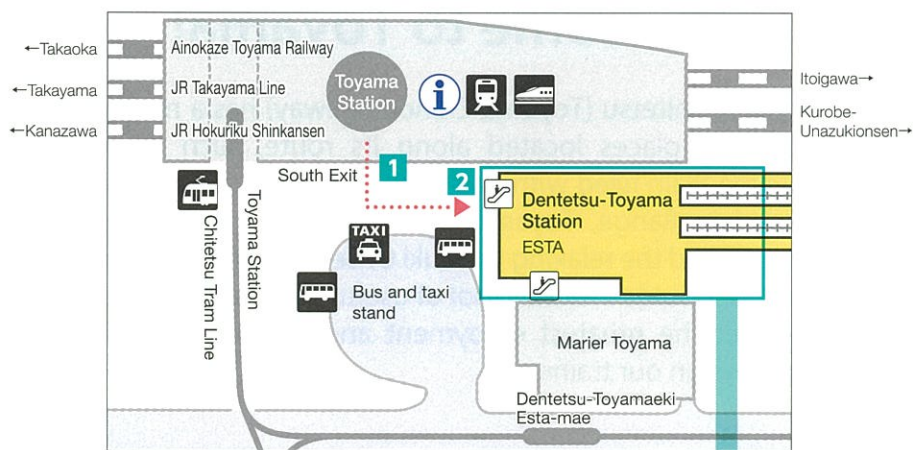 ←Takaoka
Ainokaze Toyama Railway
←Takayama
JR Takayama Line
←Kanazawa
JR Hokuriku Shinkansen
Toyama
Station
i
Itoigawa→
Kurobe-
Unazukionsen→
South Exit
1
2
Chitetsu Tram Line
Toyama Station
TAXI
Bus and taxi
stand
Dentetsu-Toyama
Station
ESTA
Marier Toyama
Dentetsu-Toyamaeki
Esta-mae